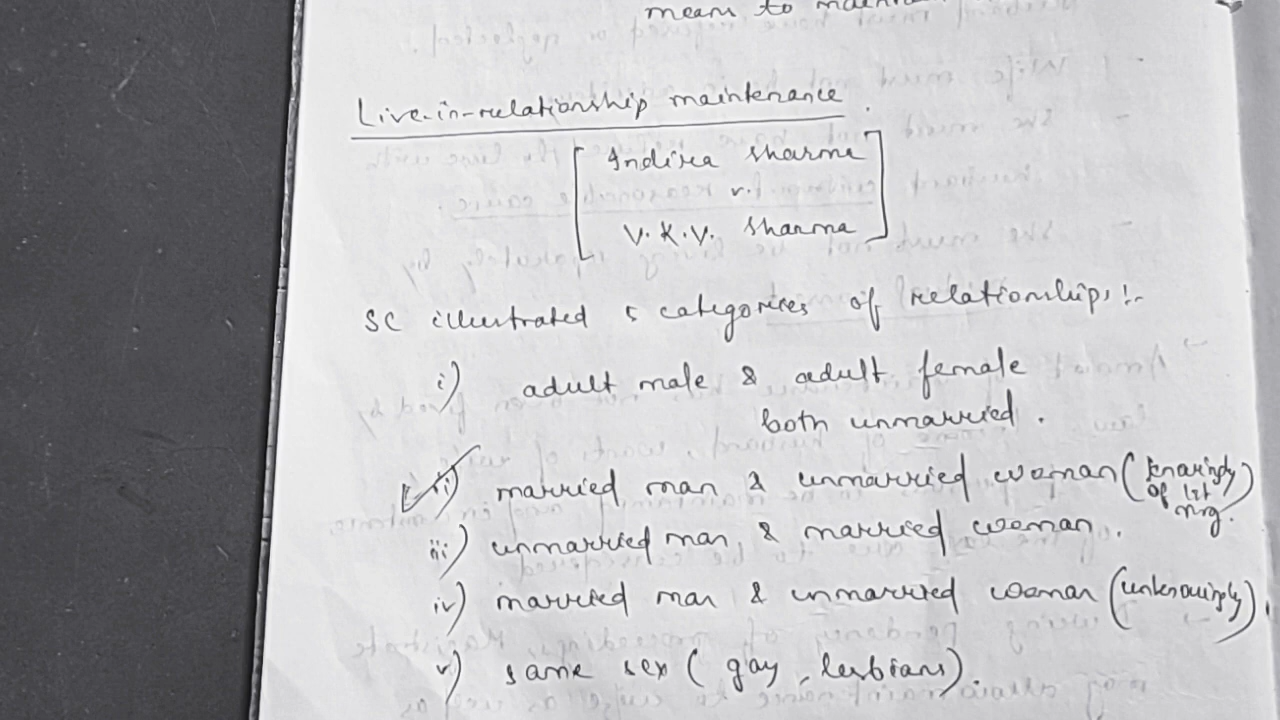 means to
Live-in-relationship maintenance.
[Indira Sharma
v.
V.K.V. Sharma]
SC illustrated 5 categories of relationships:-
i) adult male & adult female
both unmarried.
ii) married man & unmarried woman (knowingly
of 1st
mrg.)
iii) unmarried man & married woman.
iv) married man & unmarried woman (unknowingly).
v) same sex (gay, lesbians).